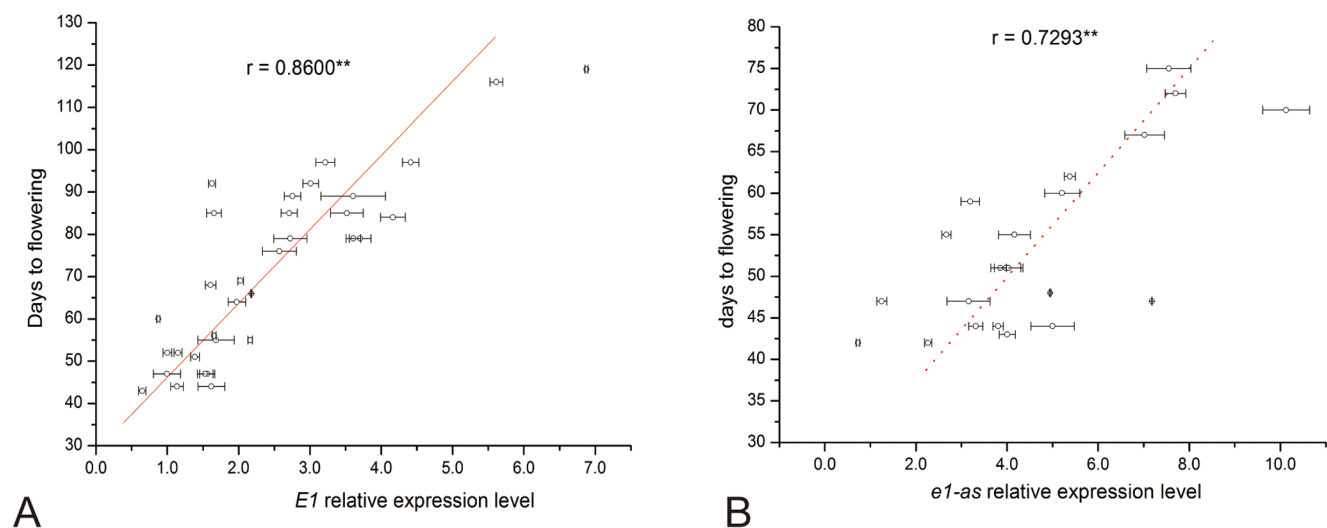 130
120
110
100
90
80
70
60
50
40
30
Days to flowering
r = 0.8600**
0.0 1.0 2.0 3.0 4.0 5.0 6.0 7.0
E1 relative expression level
A
80
75
70
65
60
55
50
45
40
35
30
days to flowering
r = 0.7293**
0.0 2.0 4.0 6.0 8.0 10.0
e1-as relative expression level
B